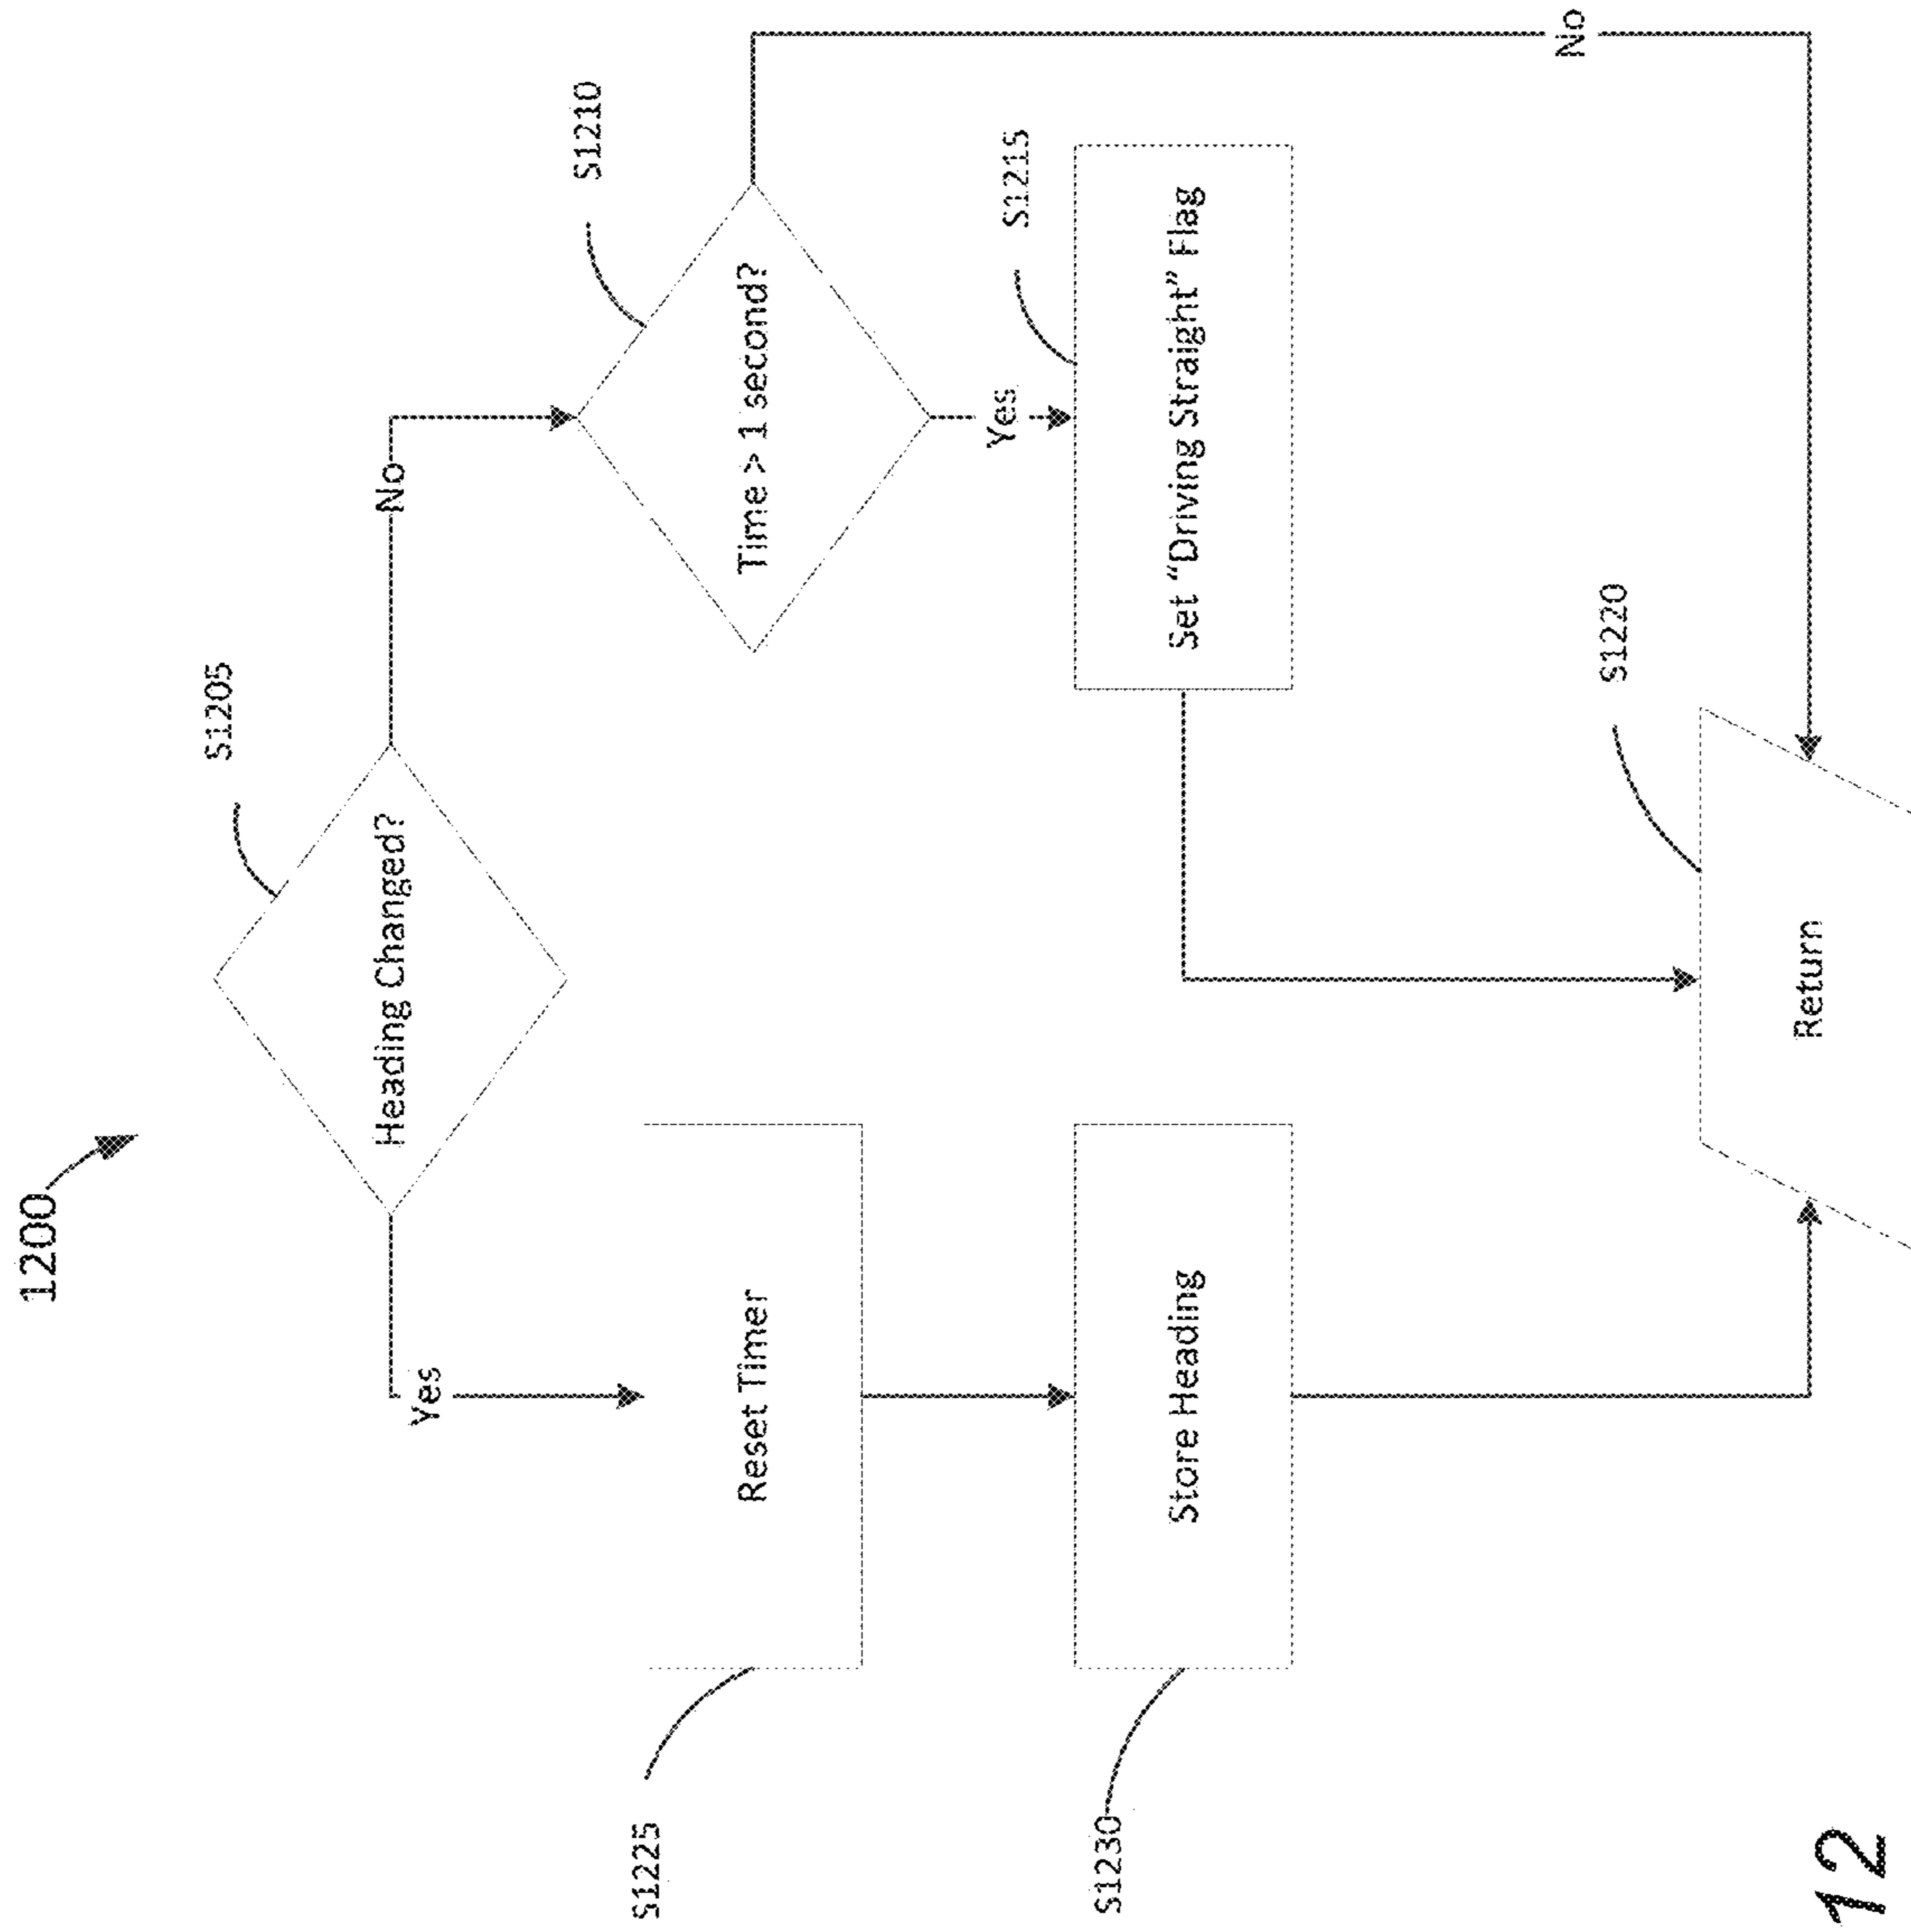 1200
S1205
Heading Changed?
Yes
No
S1210
Time > 1 second?
S1225
Reset Timer
Yes
No
S1215
Set “Driving Straight” Flag
S1230
Store Heading
S1220
Return
12